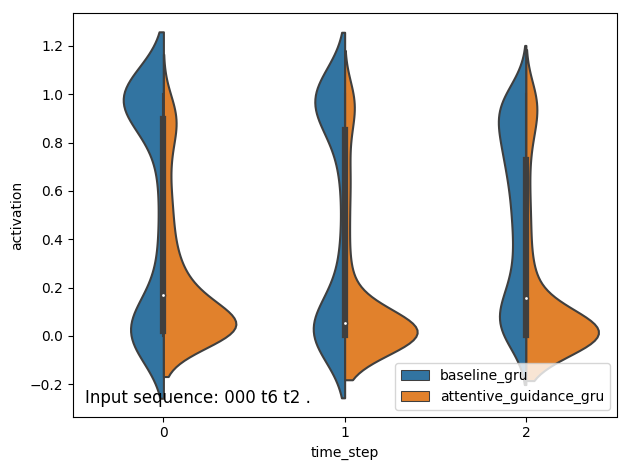 1.2
1.0
0.8
0.6
0.4
0.2
0.0
−0.2
activation
Input sequence: 000 t6 t2 .
baseline_gru
attentive_guidance_gru
0 1 2
time_step